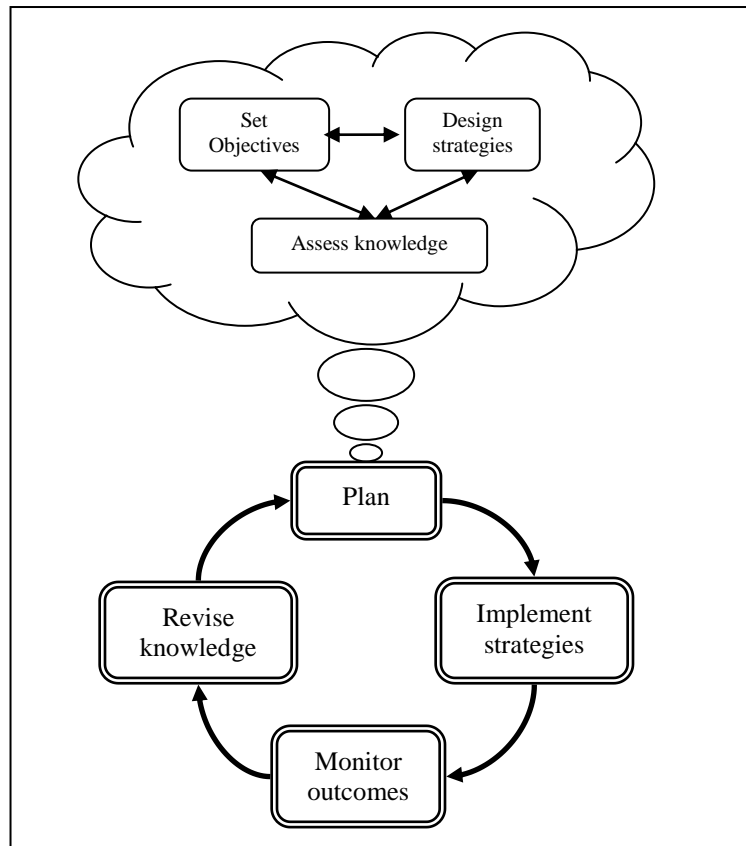 Set
Objectives
Design
strategies
Assess knowledge
Plan
Implement
strategies
Revise
knowledge
Monitor
outcomes